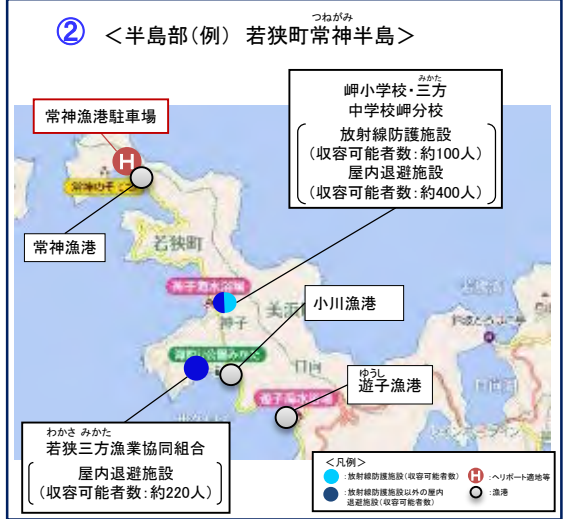 ② <半島部(例) 若狭町常神半島>
つねがみ
岬小学校・三方
みかた
中学校岬分校
放射線防護施設
(収容可能者数:約100人)
屋内退避施設
(収容可能者数:約400人)
常神漁港駐車場
H
常神漁港
若狭町
神子
美浜
小川漁港
日向
遊子漁港
ゆうし
わかさ みかた
若狭三方漁業協同組合
屋内退避施設
(収容可能者数:約220人)
<凡例>
:放射線防護施設(収容可能者数)
:放射線防護施設以外の屋内
退避施設(収容可能者数)
H :ヘリポート適地等
:漁港